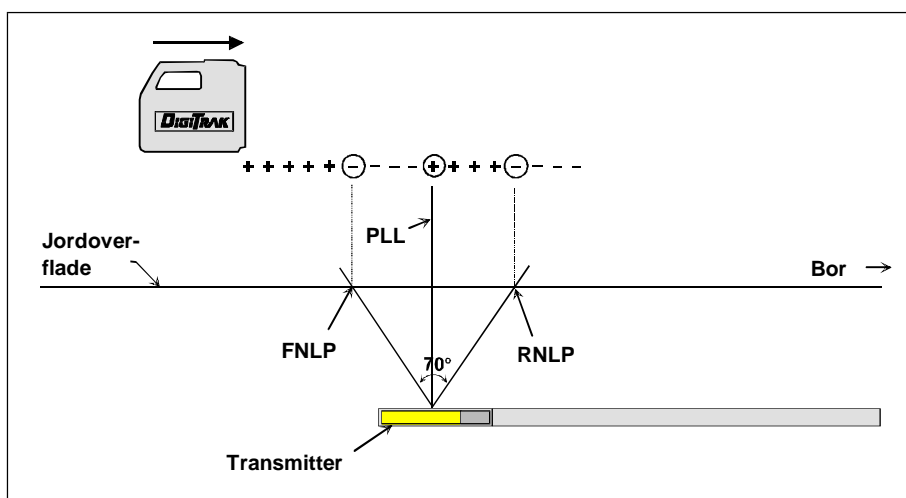 DIGITRAK
+ + + + + - - - - + + + + + - - - -
PLL
Jordover-
flade
Bor
FNLP
RNLP
70°
Transmitter